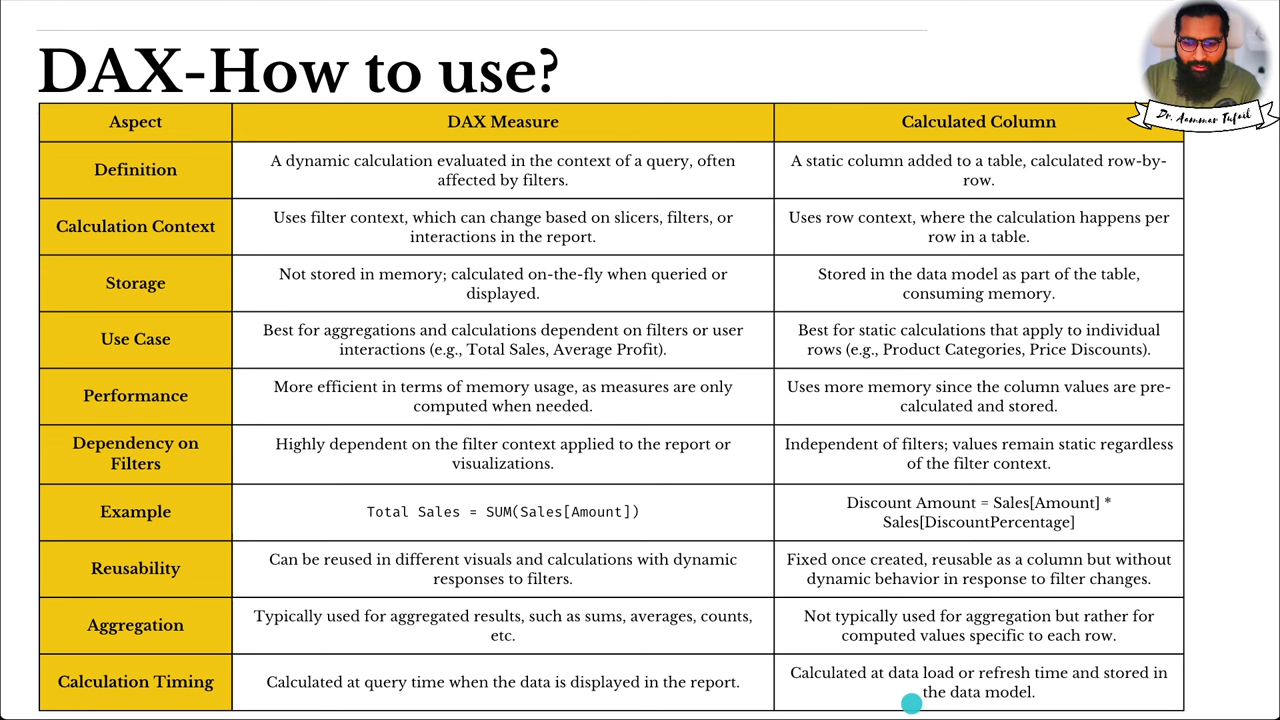 DAX-How to use?
Dr. Aammar Tufail
Aspect
DAX Measure
Calculated Column
Definition
A dynamic calculation evaluated in the context of a query, often
affected by filters.
A static column added to a table, calculated row-by-
row.
Calculation Context
Uses filter context, which can change based on slicers, filters, or
interactions in the report.
Uses row context, where the calculation happens per
row in a table.
Storage
Not stored in memory; calculated on-the-fly when queried or
displayed.
Stored in the data model as part of the table,
consuming memory.
Use Case
Best for aggregations and calculations dependent on filters or user
interactions (e.g., Total Sales, Average Profit).
Best for static calculations that apply to individual
rows (e.g., Product Categories, Price Discounts).
Performance
More efficient in terms of memory usage, as measures are only
computed when needed.
Uses more memory since the column values are pre-
calculated and stored.
Dependency on
Filters
Highly dependent on the filter context applied to the report or
visualizations.
Independent of filters; values remain static regardless
of the filter context.
Example
Total Sales = SUM(Sales[Amount])
Discount Amount = Sales[Amount] *
Sales[DiscountPercentage]
Reusability
Can be reused in different visuals and calculations with dynamic
responses to filters.
Fixed once created, reusable as a column but without
dynamic behavior in response to filter changes.
Aggregation
Typically used for aggregated results, such as sums, averages, counts,
etc.
Not typically used for aggregation but rather for
computed values specific to each row.
Calculation Timing
Calculated at query time when the data is displayed in the report.
Calculated at data load or refresh time and stored in
the data model.